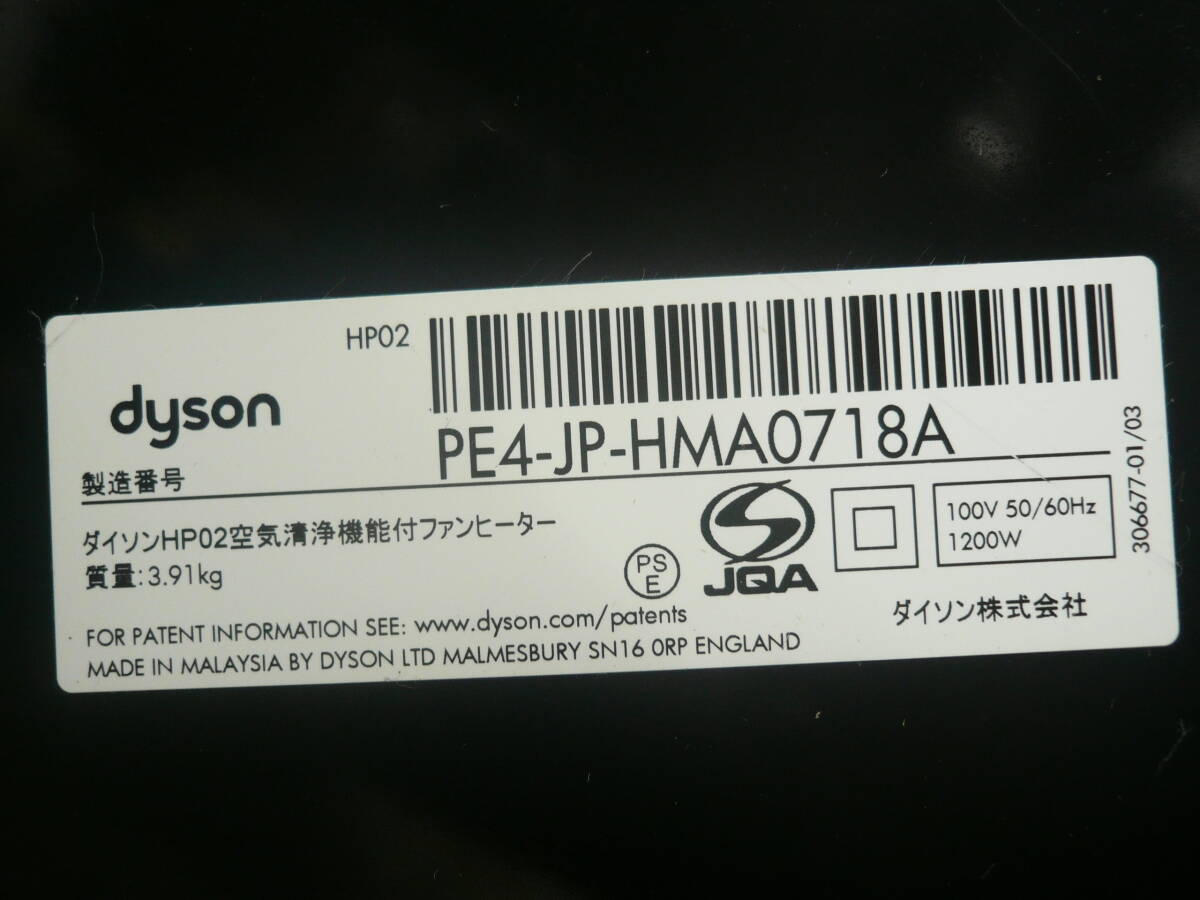 HP02
dyson
製造番号 PE4-JP-HMA0718A
ダイソンHP02空気清浄機能付ファンヒーター
質量:3.91kg
PS
E
JQA
100V 50/60Hz
1200W
306677-01/03
ダイソン株式会社
FOR PATENT INFORMATION SEE: www.dyson.com/patents
MADE IN MALAYSIA BY DYSON LTD MALMESBURY SN16 0RP ENGLAND